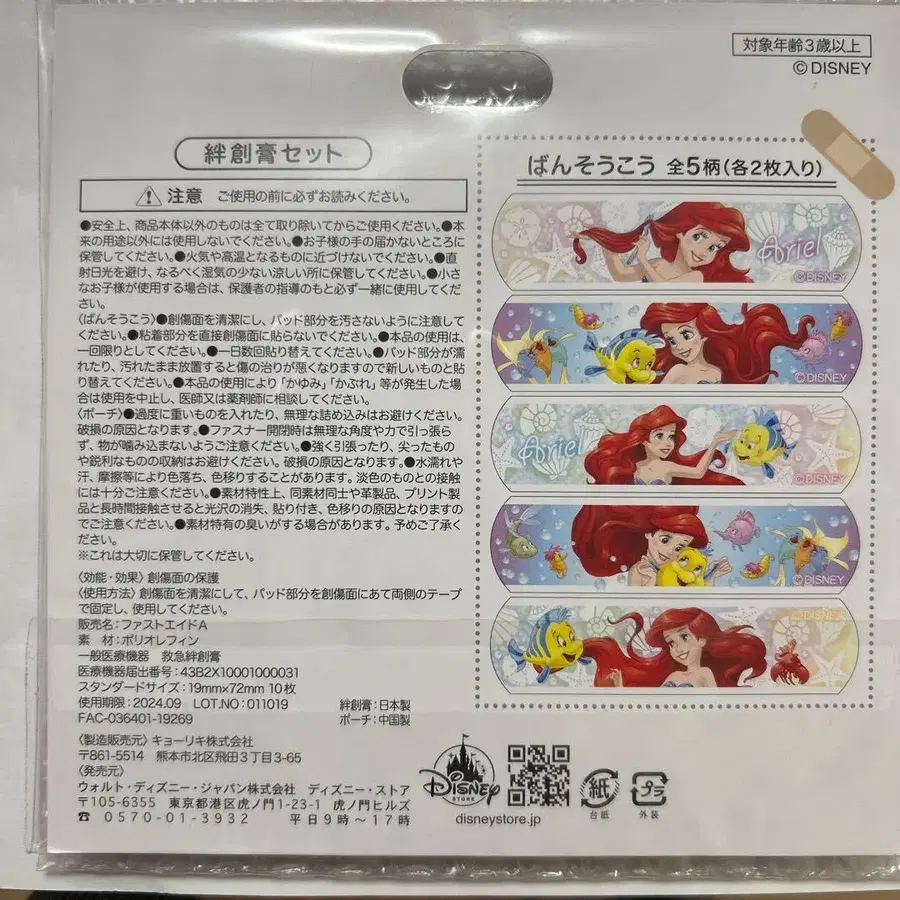 対象年齢3歳以上
©DISNEY
絆創膏セット
注意 ご使用の前に必ずお読みください。
●安全上、商品本体以外のものは全て取り除いてからご使用ください。●本
来の用途以外には使用しないでください。●お子様の手の届かないところに
保管してください。●火気や高温となるものに近づけないでください。●直
射日光を避け、なるべく湿気の少ない涼しい所に保管してください。●小さ
なお子様が使用する場合は、保護者の指導のもと必ず一緒に使用してくださ
い。
〈ばんそうこう〉●創傷面を清潔にし、パッド部分を汚さないように注意して
ください。●粘着部分を直接創傷面に貼らないでください。●本品の使用は、
一回限りとしてください。●一日数回貼り替えてください。●パッド部分が濡
れたり、汚れたまま放置すると傷の治りが悪くなりますので新しいものと貼
り替えてください。●本品の使用により「かゆみ」「かぶれ」等が発生した場
合は使用を中止し、医師又は薬剤師に相談してください。
〈ポーチ〉●過度に重いものを入れたり、無理な詰め込みはお避けください。
破損の原因となります。●ファスナー開閉時は無理な角度や力で引っ張ら
ず、物が噛み込まないようご注意ください。●強く引張ったり、尖ったもの
や鋭利なものの収納はお避けください。破損の原因となります。●水濡れや
汗、摩擦等により色落ち、色移りすることがあります。淡色のものとの接触
には十分ご注意ください。●素材特性上、同素材同士や革製品、プリント製
品と長時間接触させると光沢の消失、貼り付き、色移りの原因となりますの
でご注意ください。●素材特有の臭いがする場合があります。予めご了承く
ださい。
※これは大切に保管してください。
〈効能・効果〉創傷面の保護
〈使用方法〉創傷面を清潔にして、パッド部分を創傷面にあて両側のテープ
で固定し、使用してください。
販売名：ファストエイドA
素 材：ポリオレフィン
一般医療機器 救急絆創膏
医療機器届出番号：43B2X10001000031
スタンダードサイズ：19mm×72mm 10枚
使用期限：2024.09 LOT.NO：011019
FAC-036401-19269
絆創膏：日本製
ポーチ：中国製
〈製造販売元〉キョーリキ株式会社
〒861-5514 熊本市北区飛田3丁目3-65
〈発売元〉
ウォルト・ディズニー・ジャパン株式会社 ディズニー・ストア
〒105-6355 東京都港区虎ノ門1-23-1 虎ノ門ヒルズ
☎ 0570-01-3932 平日9時〜17時
ばんそうこう 全5柄(各2枚入り)
Ariel
©DISNEY
©DISNEY
Ariel
©DISNEY
©DISNEY
Disney
STORE
disneystore.jp
紙
台紙
プラ
外装